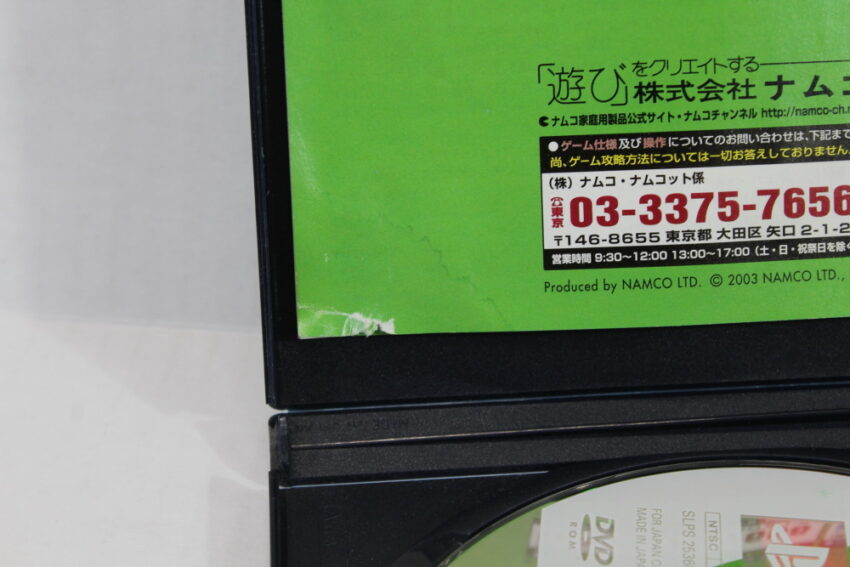 「遊び」をクリエイトする
株式会社 ナムコ
ナムコ家庭用製品公式サイト・ナムコチャンネル http://namco-ch.
●ゲーム仕様及び操作についてのお問い合わせは、下記まで
尚、ゲーム攻略方法については一切お答えしておりません。
(株) ナムコ・ナムコット係
☎東京 03-3375-7656
〒146-8655 東京都 大田区 矢口 2-1-2
営業時間 9:30~12:00 13:00~17:00 (土・日・祝祭日を除く
Produced by NAMCO LTD. © 2003 NAMCO LTD.,
DVD
ROM
FOR JAPAN
MADE IN JAPAN
SLPS 2536
NTSC